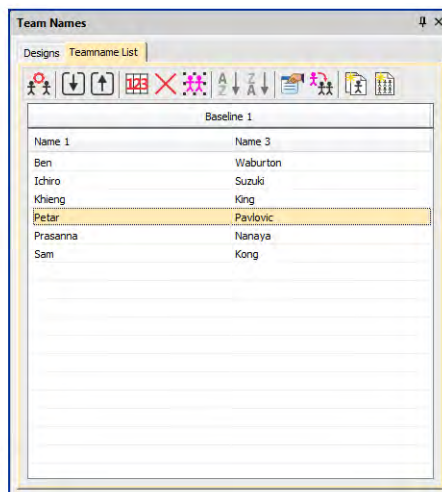 Team Names
Designs Teamname List
123
A Z Z A
Baseline 1
Name 1 Name 3
Ben Waburton
Ichiro Suzuki
Khieng King
Petar Pavlovic
Prasanna Nanaya
Sam Kong